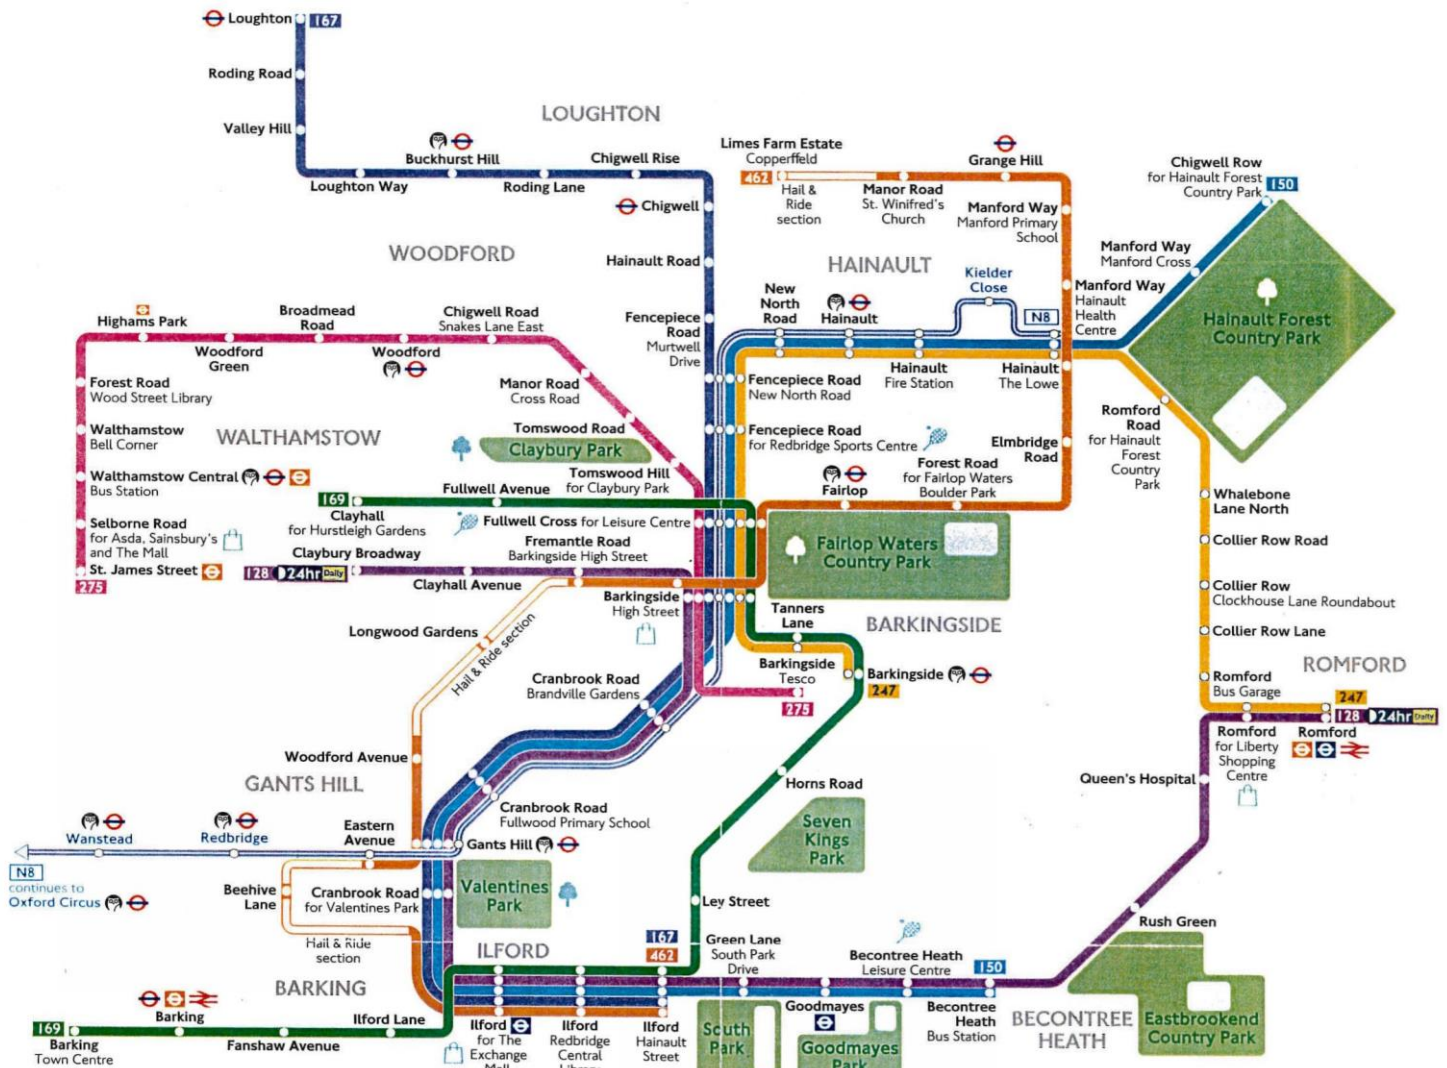 Loughton
167
Roding Road
Valley Hill
LOUGHTON
Buckhurst Hill
Chigwell Rise
Loughton Way
Roding Lane
Chigwell
Hainault Road
Fencepiece
Road
Murtwell
Drive
Limes Farm Estate
Copperffeld
462
Hail &
Ride
section
Manor Road
St. Winifred's
Church
Grange Hill
Manford Way
Manford Primary
School
Manford Way
Hainault
Health
Centre
Chigwell Row
for Hainault Forest
Country Park
150
Manford Way
Manford Cross
Hainault Forest
Country Park
WOODFORD
HAINAULT
Kielder
Close
N8
New
North
Road
Hainault
Hainault
Fire Station
Hainault
The Lowe
Highams Park
Broadmead
Road
Chigwell Road
Snakes Lane East
Woodford
Green
Woodford
Manor Road
Cross Road
Forest Road
Wood Street Library
Walthamstow
Bell Corner
WALTHAMSTOW
Walthamstow Central
Bus Station
Selborne Road
for Asda, Sainsbury's
and The Mall
St. James Street
275
Tomswood Road
Claybury Park
Tomswood Hill
for Claybury Park
Fencepiece Road
New North Road
Fencepiece Road
for Redbridge Sports Centre
Fairlop
Forest Road
for Fairlop Waters
Boulder Park
Elmbridge
Road
Romford
Road
for Hainault
Forest
Country
Park
169
Clayhall
for Hurstleigh Gardens
Fullwell Avenue
Fullwell Cross for Leisure Centre
Claybury Broadway
128 24hr Daily
Clayhall Avenue
Fremantle Road
Barkingside High Street
Barkingside
High Street
Fairlop Waters
Country Park
Tanners
Lane
BARKINGSIDE
Barkingside
Tesco
275
Barkingside
247
Whalebone
Lane North
Collier Row Road
Collier Row
Clockhouse Lane Roundabout
Collier Row Lane
ROMFORD
Romford
Bus Garage
247
128 24hr Daily
Romford
for Liberty
Shopping
Centre
Romford
Queen's Hospital
Longwood Gardens
Hail & Ride section
Cranbrook Road
Brandville Gardens
Woodford Avenue
GANTS HILL
Cranbrook Road
Fullwood Primary School
Horns Road
Seven
Kings
Park
Wanstead
Redbridge
Eastern
Avenue
Gants Hill
N8
continues to
Oxford Circus
Beehive
Lane
Cranbrook Road
for Valentines Park
Valentines
Park
Hail & Ride
section
Ley Street
Rush Green
ILFORD
167
462
Green Lane
South Park
Drive
Becontree Heath
Leisure Centre
150
BARKING
Barking
169
Barking
Town Centre
Fanshaw Avenue
Ilford Lane
Ilford
for The
Exchange
Mall
Ilford
Redbridge
Central
Library
Ilford
Hainault
Street
South
Park
Goodmayes
Goodmayes
Park
Becontree
Heath
Bus Station
BECONTREE
HEATH
Eastbrookend
Country Park